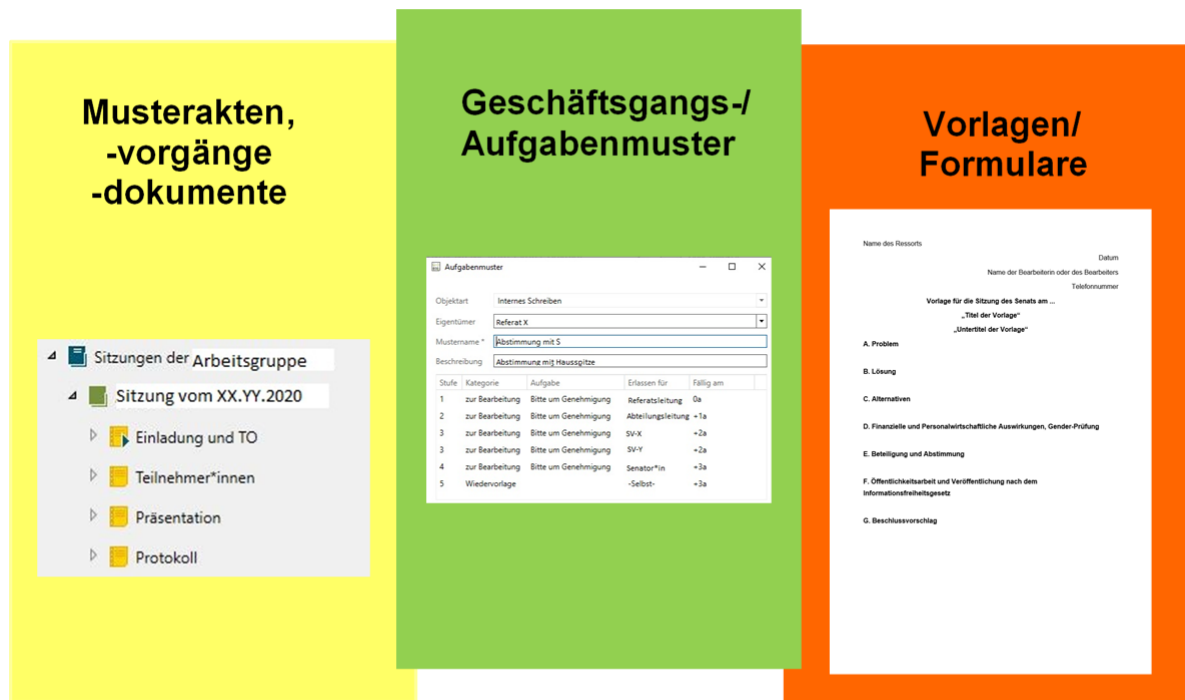 Musterakten,
-vorgänge
-dokumente
Sitzungen der Arbeitsgruppe
Sitzung vom XX.YY.2020
Einladung und TO
Teilnehmer*innen
Präsentation
Protokoll
Geschäftsgangs-/
Aufgabenmuster
Aufgabenmuster
Objektart Internes Schreiben
Eigentümer Referat X
Mustername * Abstimmung mit S
Beschreibung Abstimmung mit Hausspitze
Stufe Kategorie Aufgabe Erlassen für Fällig am
1 zur Bearbeitung Bitte um Genehmigung Referatsleitung 0a
2 zur Bearbeitung Bitte um Genehmigung Abteilungsleitung +1a
3 zur Bearbeitung Bitte um Genehmigung SV-X +2a
3 zur Bearbeitung Bitte um Genehmigung SV-Y +2a
4 zur Bearbeitung Bitte um Genehmigung Senator*in +3a
5 Wiedervorlage -Selbst- +3a
Vorlagen/
Formulare
Name des Ressorts
Datum
Name der Bearbeiterin oder des Bearbeiters
Telefonnummer
Vorlage für die Sitzung des Senats am ...
„Titel der Vorlage“
„Untertitel der Vorlage“
A. Problem
B. Lösung
C. Alternativen
D. Finanzielle und Personalwirtschaftliche Auswirkungen, Gender-Prüfung
E. Beteiligung und Abstimmung
F. Öffentlichkeitsarbeit und Veröffentlichung nach dem
Informationsfreiheitsgesetz
G. Beschlussvorschlag